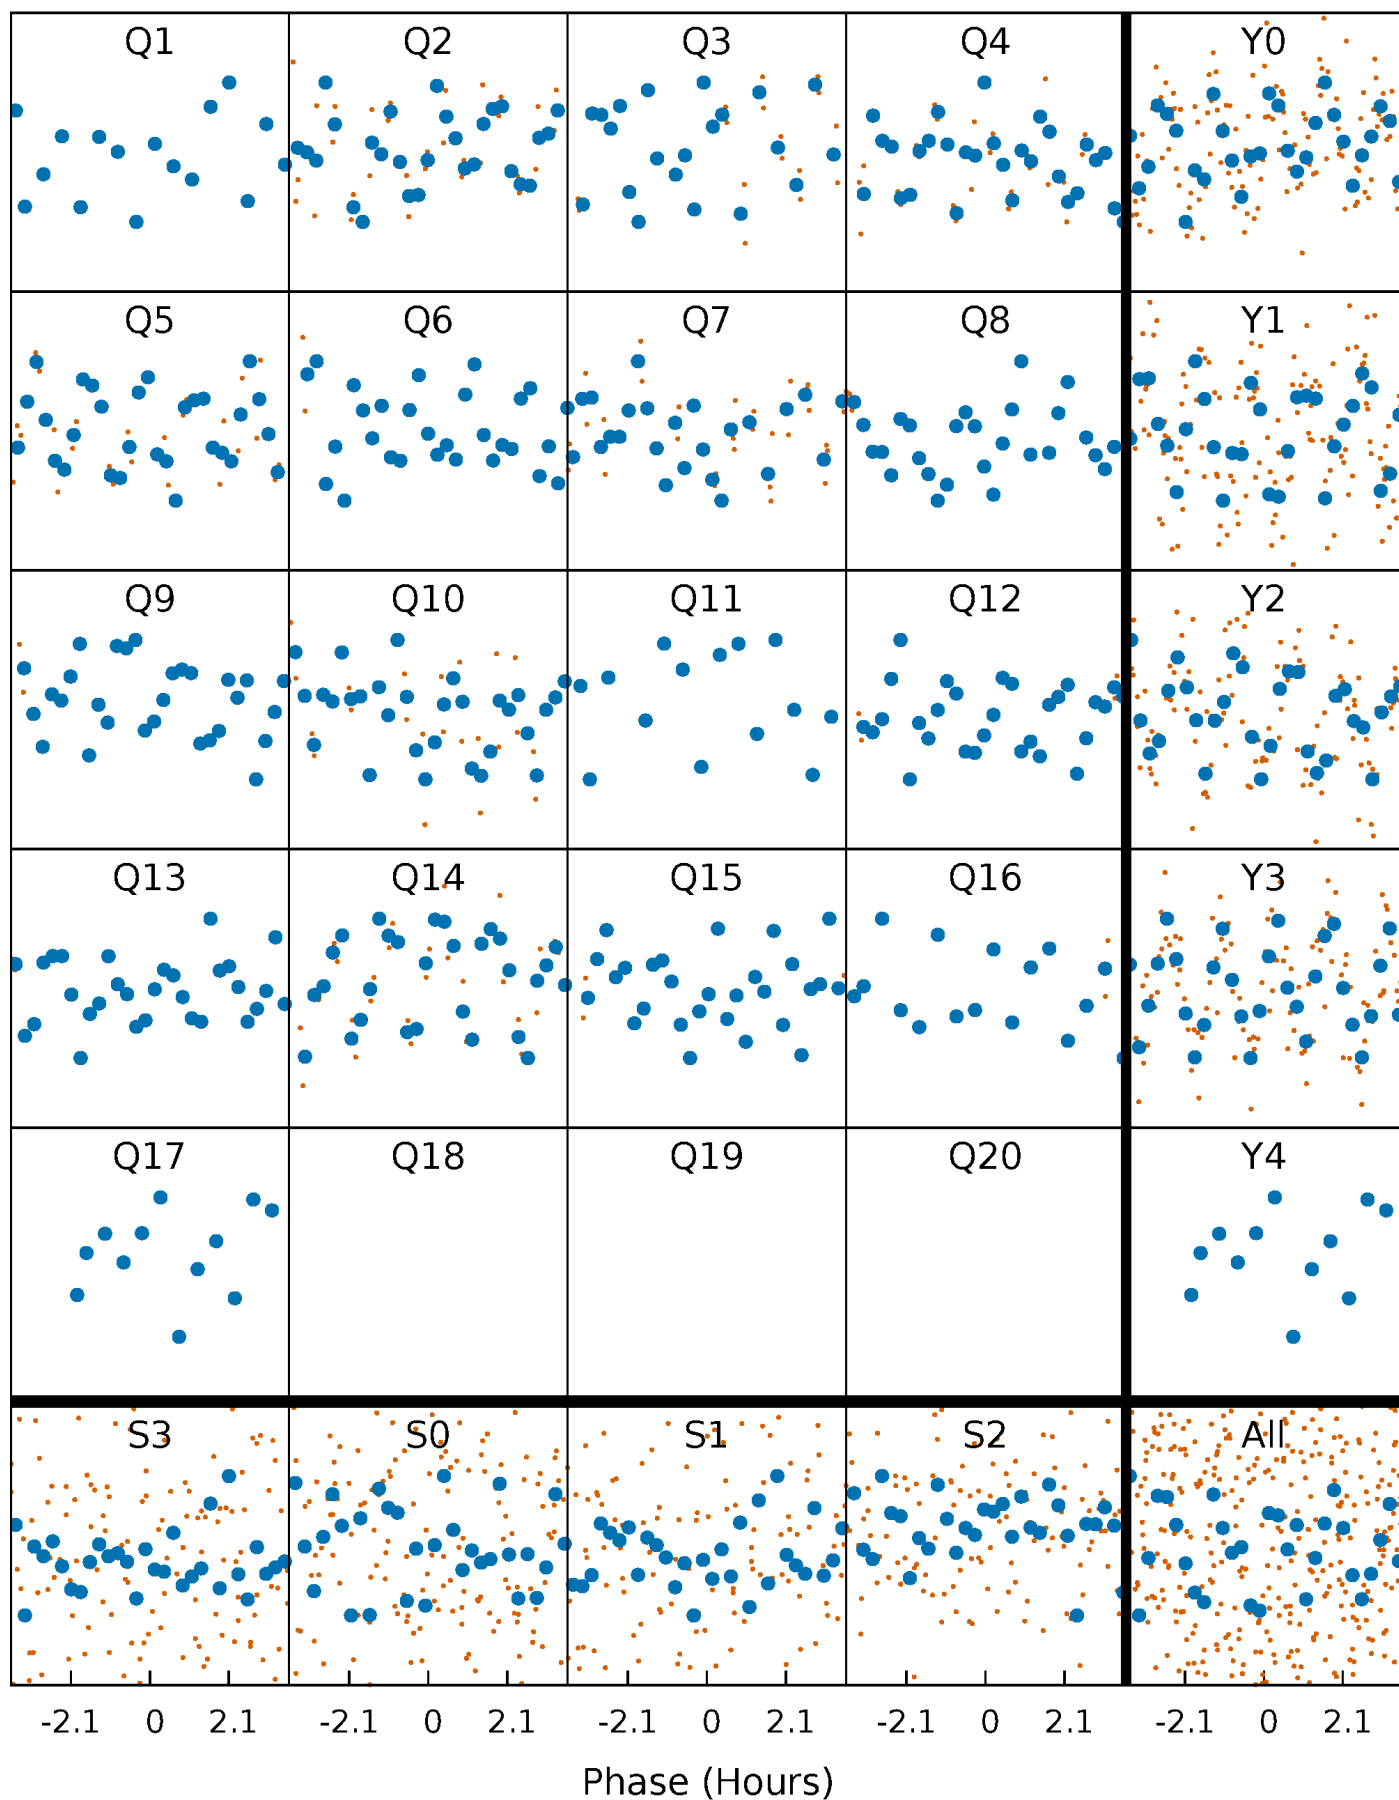 Q1 Q2 Q3 Q4 Y0
Q5 Q6 Q7 Q8 Y1
Q9 Q10 Q11 Q12 Y2
Q13 Q14 Q15 Q16 Y3
Q17 Q18 Q19 Q20 Y4
S3 S0 S1 S2 All
-2.1 0 2.1 -2.1 0 2.1 -2.1 0 2.1 -2.1 0 2.1 -2.1 0 2.1
Phase (Hours)